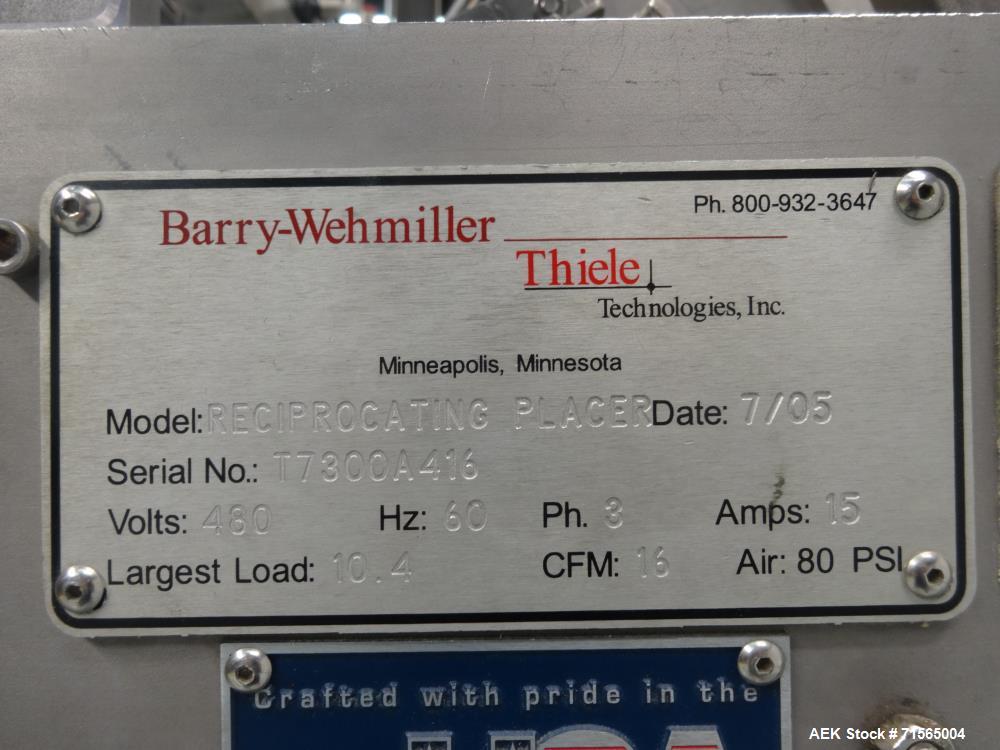 Ph. 800-932-3647
Barry-Wehmiller
Thiele
Technologies, Inc.
Minneapolis, Minnesota
Model: RECIPROCATING PLACER Date: 7/05
Serial No.: T7300A416
Volts: 480 Hz: 60 Ph. 3 Amps: 15
Largest Load: 10.4 CFM: 16 Air: 80 PSI
Crafted with pride in the
USA
AEK Stock #71565004